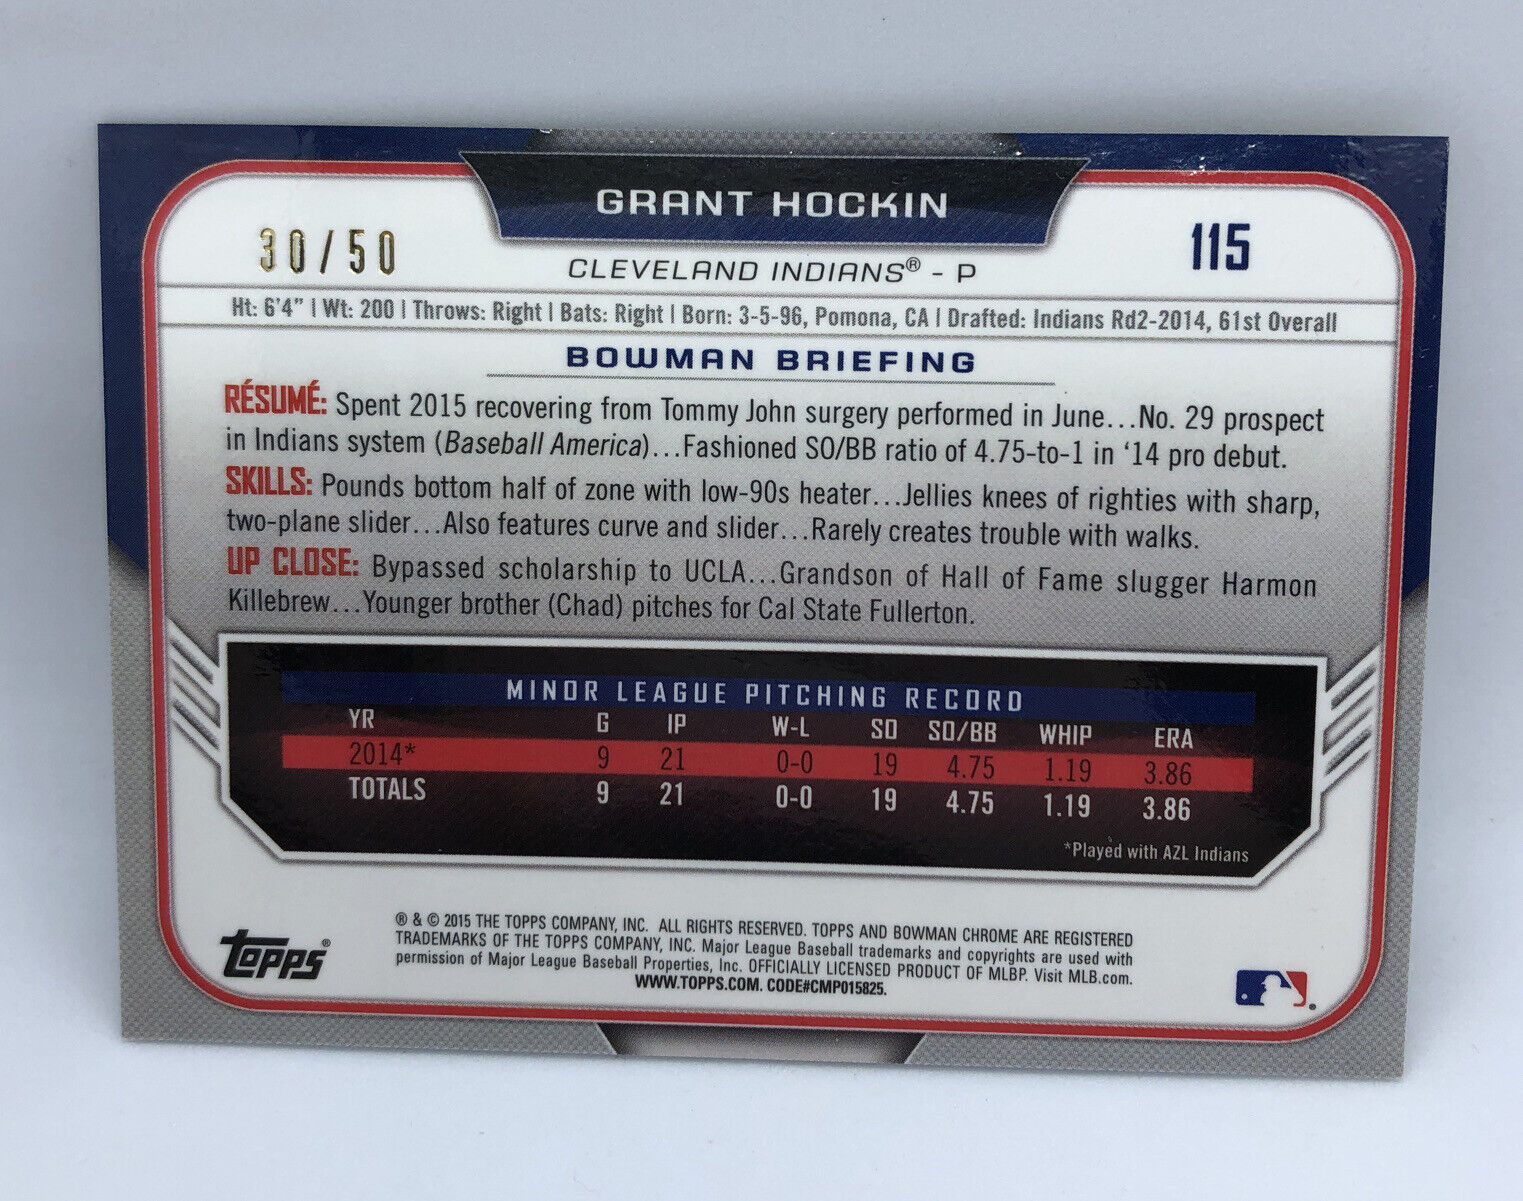 GRANT HOCKIN
30/50
115
CLEVELAND INDIANS® - P
Ht: 6'4" | Wt: 200 | Throws: Right | Bats: Right | Born: 3-5-96, Pomona, CA | Drafted: Indians Rd2-2014, 61st Overall
BOWMAN BRIEFING
RÉSUMÉ: Spent 2015 recovering from Tommy John surgery performed in June...No. 29 prospect
in Indians system (Baseball America)...Fashioned SO/BB ratio of 4.75-to-1 in '14 pro debut.
SKILLS: Pounds bottom half of zone with low-90s heater...Jellies knees of righties with sharp,
two-plane slider...Also features curve and slider...Rarely creates trouble with walks.
UP CLOSE: Bypassed scholarship to UCLA...Grandson of Hall of Fame slugger Harmon
Killebrew...Younger brother (Chad) pitches for Cal State Fullerton.
MINOR LEAGUE PITCHING RECORD
YR G IP W-L SO SO/BB WHIP ERA
2014* 9 21 0-0 19 4.75 1.19 3.86
TOTALS 9 21 0-0 19 4.75 1.19 3.86
*Played with AZL Indians
® & © 2015 THE TOPPS COMPANY, INC. ALL RIGHTS RESERVED. TOPPS AND BOWMAN CHROME ARE REGISTERED
TRADEMARKS OF THE TOPPS COMPANY, INC. Major League Baseball trademarks and copyrights are used with
permission of Major League Baseball Properties, Inc. OFFICIALLY LICENSED PRODUCT OF MLBP. Visit MLB.com.
WWW.TOPPS.COM. CODE#CMP015825.
topps®